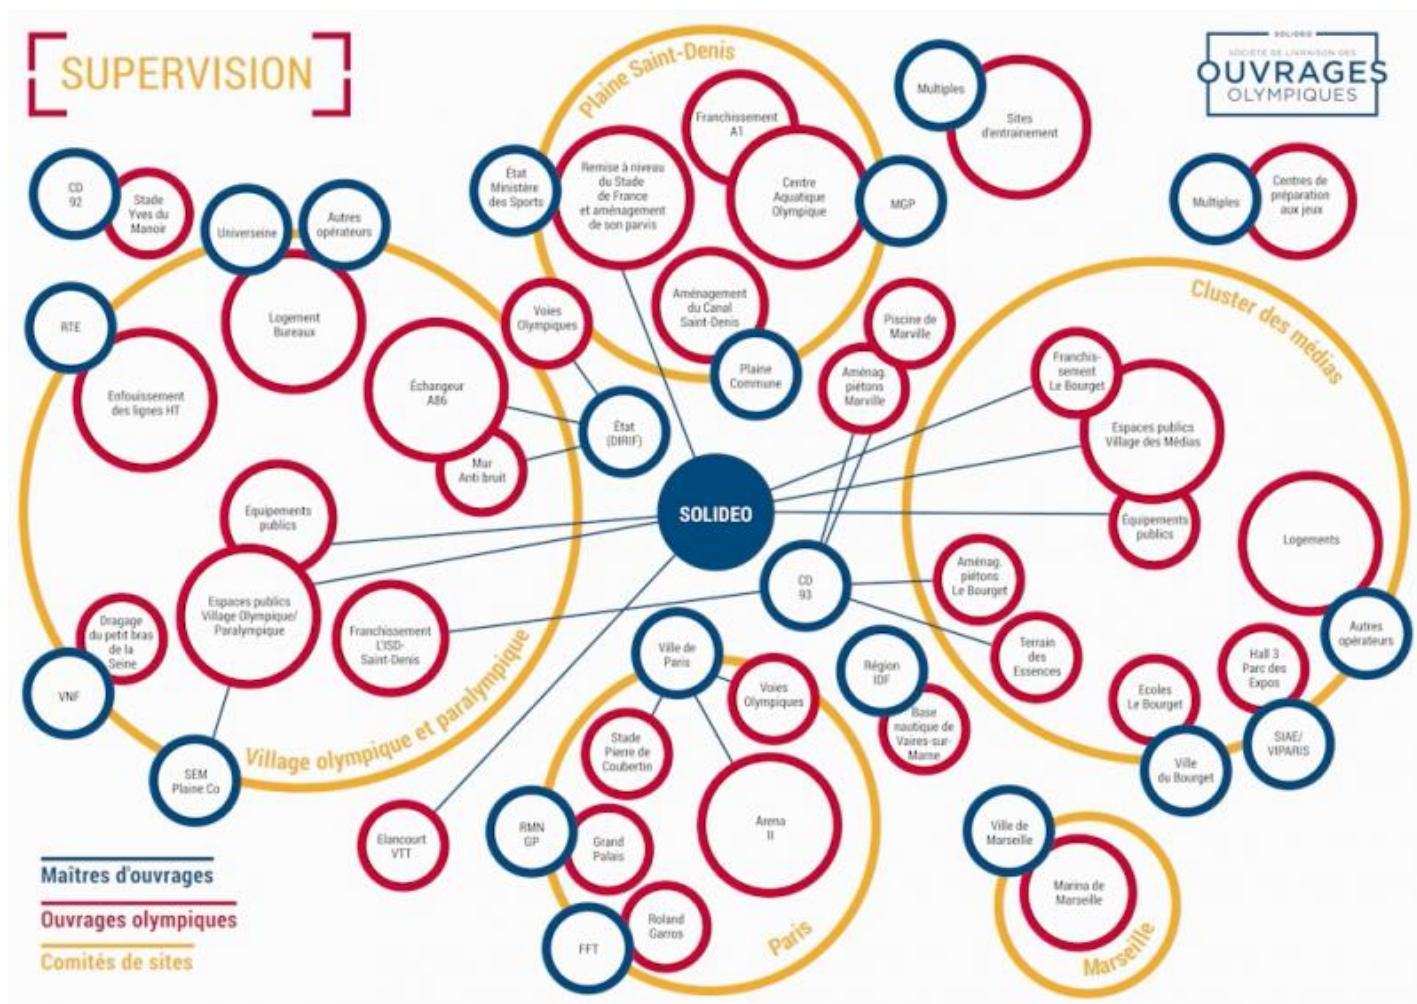 SUPERVISION
SOLIDEO
SOCIÉTÉ DE LIVRAISON DES
OUVRAGES
OLYMPIQUES
Plaine Saint-Denis
Franchissement
A1
Remise à niveau
du Stade
de France
et aménagement
de son parvis
Centre
Aquatique
Olympique
État
Ministère
des Sports
MGP
Aménagement
du Canal
Saint-Denis
Plaine
Commune
Multiples
Sites
d'entrainement
Multiples
Centres de
préparation
aux jeux
CD
92
Stade
Yves du
Manoir
Universeine
Autres
opérateurs
RTE
Logement
Bureaux
Enfouissement
des lignes HT
Échangeur
A86
Mur
Anti bruit
Voies
Olympiques
État
(DIRIF)
Equipements
publics
Espaces publics
Village Olympique/
Paralympique
Franchissement
L'ISD-
Saint-Denis
Dragage
du petit bras
de la
Seine
VNF
SEM
Plaine Co
Village olympique et paralympique
SOLIDEO
Piscine de
Marville
Aménag.
piétons
Marville
CD
93
Cluster des médias
Franchis-
sement
Le Bourget
Espaces publics
Village des Médias
Équipements
publics
Logements
Aménag.
piétons
Le Bourget
Terrain
des
Essences
Ecoles
Le Bourget
Hall 3
Parc des
Expos
Autres
opérateurs
SIAE/
VIPARIS
Ville
du Bourget
Elancourt
VTT
Ville de
Paris
Voies
Olympiques
Stade
Pierre de
Coubertin
Arena
II
RMN
GP
Grand
Palais
Roland
Garros
FFT
Paris
Région
IDF
Base
nautique de
Vaires-sur-
Marne
Ville de
Marseille
Marina de
Marseille
Marseille
Maîtres d'ouvrages
Ouvrages olympiques
Comités de sites